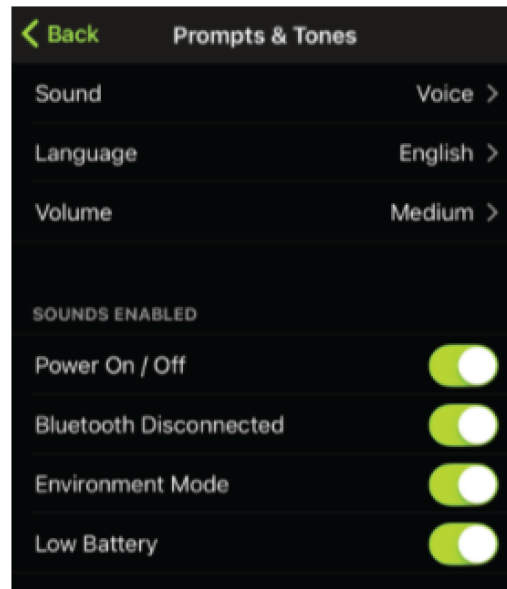 Back Prompts & Tones
Sound Voice
Language English
Volume Medium
SOUNDS ENABLED
Power On / Off
Bluetooth Disconnected
Environment Mode
Low Battery